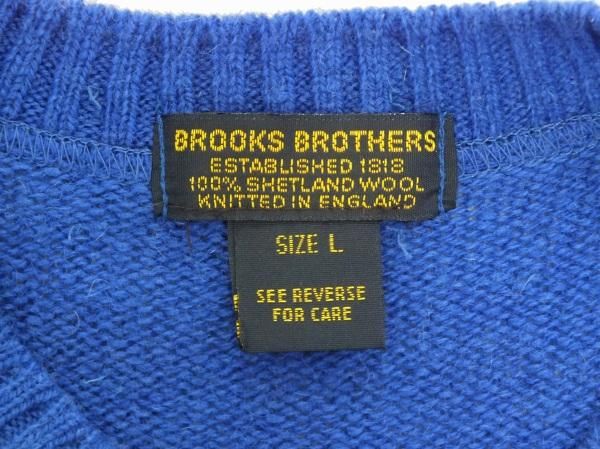 BROOKS BROTHERS
ESTABLISHED 1818
100% SHETLAND WOOL
KNITTED IN ENGLAND
SIZE L
SEE REVERSE
FOR CARE